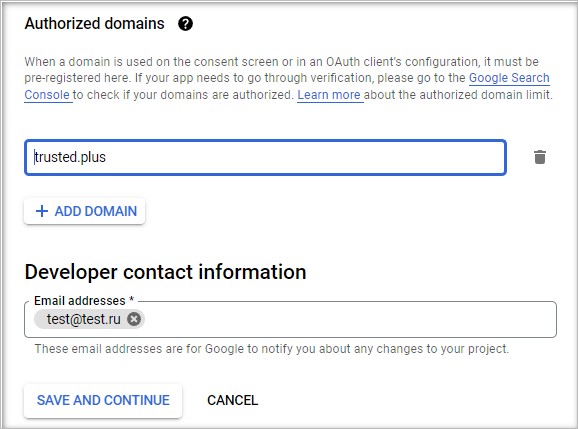 Authorized domains
When a domain is used on the consent screen or in an OAuth client's configuration, it must be
pre-registered here. If your app needs to go through verification, please go to the Google Search
Console to check if your domains are authorized. Learn more about the authorized domain limit.
trusted.plus
+ ADD DOMAIN
Developer contact information
Email addresses *
test@test.ru
These email addresses are for Google to notify you about any changes to your project.
SAVE AND CONTINUE CANCEL